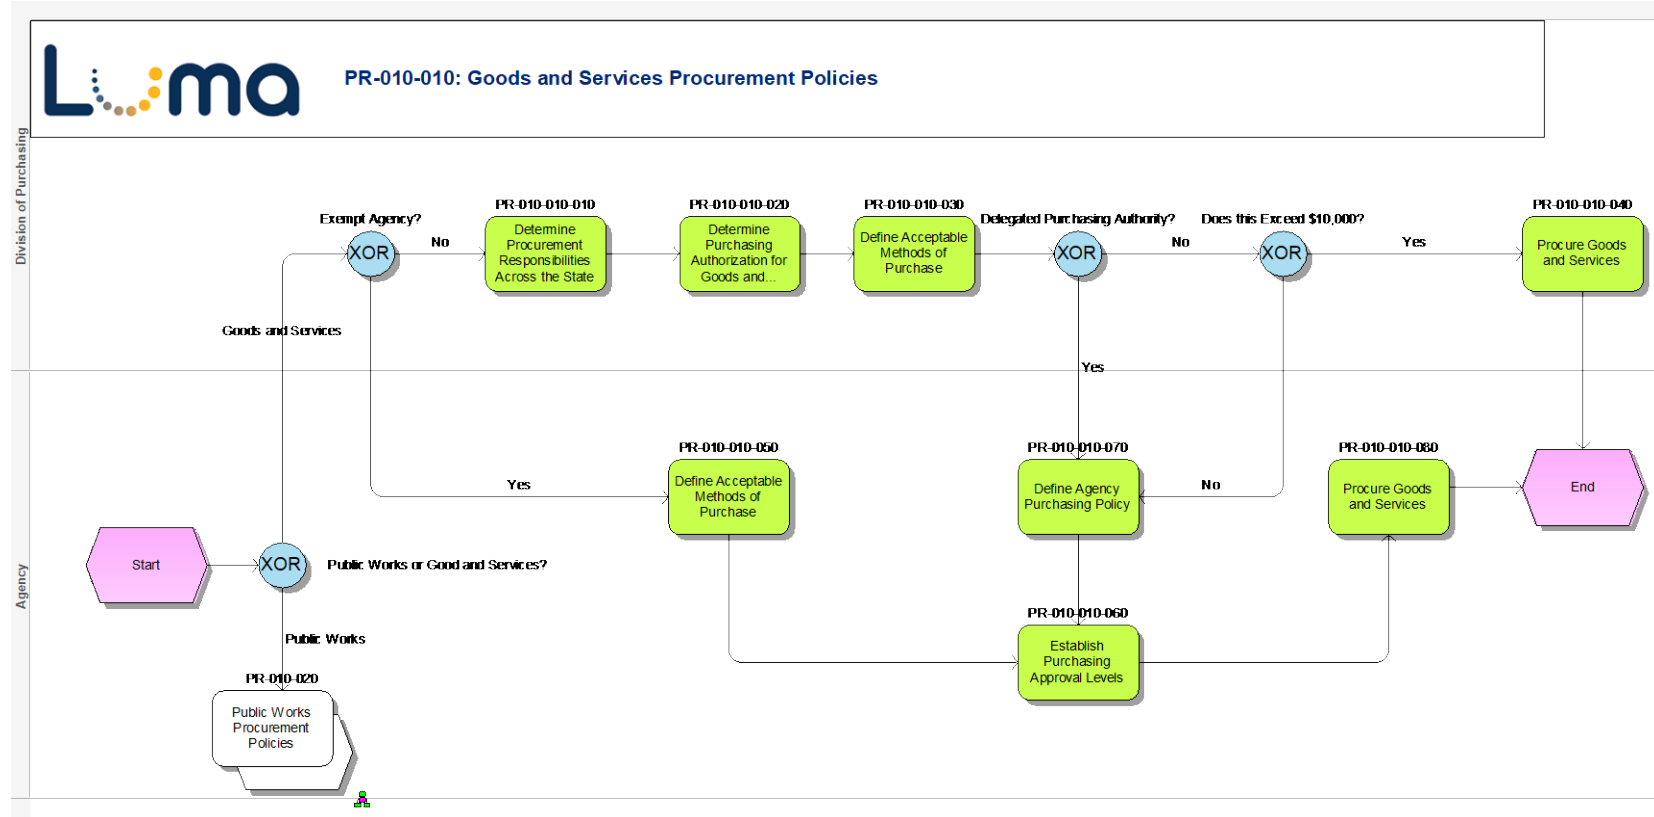 Luma
PR-010-010: Goods and Services Procurement Policies
Division of Purchasing
PR-010-010-010
PR-010-010-020
PR-010-010-030
PR-010-010-040
Exempt Agency?
Delegated Purchasing Authority?
Does this Exceed $10,000?
XOR
No
Determine
Procurement
Responsibilities
Across the State
Determine
Purchasing
Authorization for
Goods and...
Define Acceptable
Methods of
Purchase
XOR
No
XOR
Yes
Procure Goods
and Services
Goods and Services
Yes
Agency
PR-010-010-050
PR-010-010-070
PR-010-010-080
Yes
Define Acceptable
Methods of
Purchase
Define Agency
Purchasing Policy
No
Procure Goods
and Services
End
Start
XOR
Public Works or Good and Services?
PR-010-010-060
Establish
Purchasing
Approval Levels
Public Works
PR-010-020
Public Works
Procurement
Policies